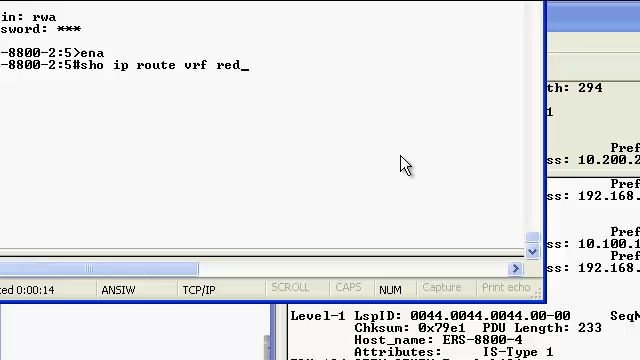 in: rwa
sword: ***
-8800-2:5>ena
-8800-2:5#sho ip route vrf red_
th: 294
1
Pref
ss: 10.200.2
Pref
ss: 192.168.
Pref
ss: 10.100.1
Pref
ss: 192.168.
ted 0:00:14 ANSIW TCP/IP SCROLL CAPS NUM Capture Print echo
Level-1 LspID: 0044.0044.0044.00-00 SeqN
Chksum: 0x79e1 PDU Length: 233
Host_name: ERS-8800-4
Attributes: IS-Type 1